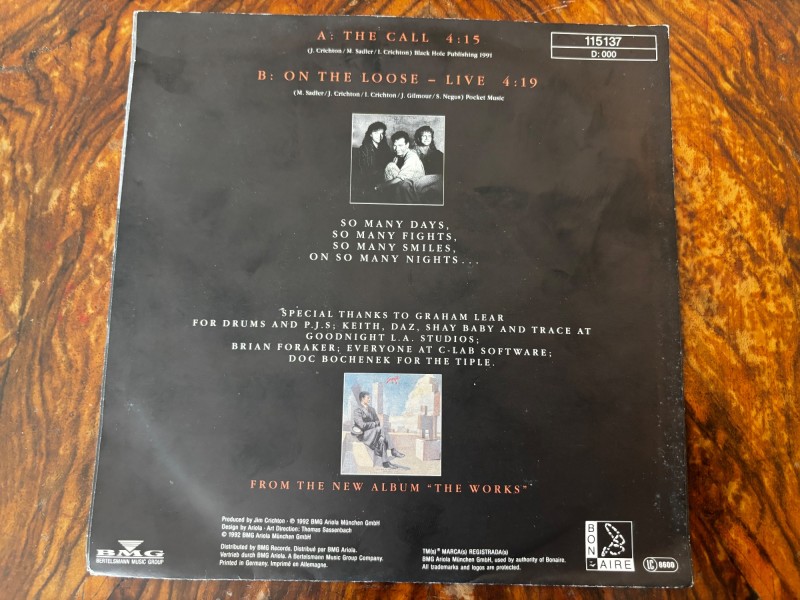 A: THE CALL 4:15
(J. Crichton/M. Sadler/I. Crichton) Black Hole Publishing 1991
115137
D: 000
B: ON THE LOOSE – LIVE 4:19
(M. Sadler/J. Crichton/I. Crichton/J. Gilmour/S. Negus) Pocket Music
SO MANY DAYS,
SO MANY FIGHTS,
SO MANY SMILES,
ON SO MANY NIGHTS...
SPECIAL THANKS TO GRAHAM LEAR
FOR DRUMS AND P.J.S; KEITH, DAZ, SHAY BABY AND TRACE AT
GOODNIGHT L.A. STUDIOS;
BRIAN FORAKER; EVERYONE AT C-LAB SOFTWARE;
DOC BOCHENEK FOR THE TIPLE.
FROM THE NEW ALBUM "THE WORKS"
Produced by Jim Crichton · ℗ 1992 BMG Ariola München GmbH
Design by Ariola · Art Direction: Thomas Sassenbach
© 1992 BMG Ariola München GmbH
BMG
BERTELSMANN MUSIC GROUP
Distributed by BMG Records. Distribué par BMG Ariola.
Vertrieb durch BMG Ariola. A Bertelsmann Music Group Company.
Printed in Germany. Imprimé en Allemagne.
TM(s)® MARCA(s) REGISTRADA(s)
BMG Ariola München GmbH, used by authority of Bonaire.
All trademarks and logos are protected.
BON
AIRE
LC 8600